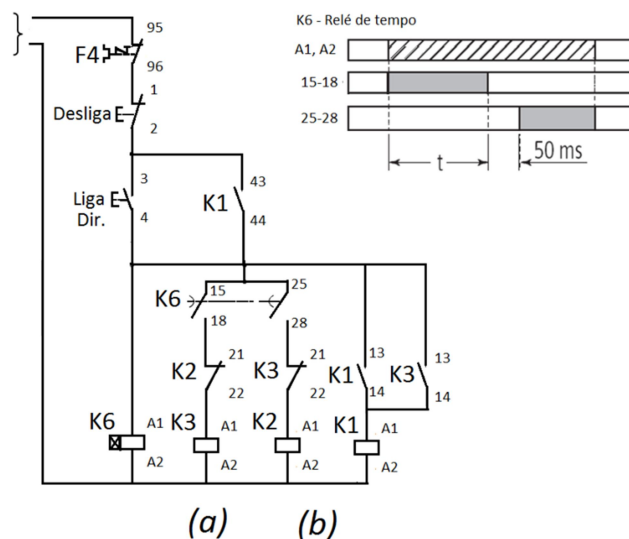 K6 - Relé de tempo
A1, A2
15-18
25-28
t
50 ms
95
F4
96
1
Desliga
2
3
Liga
Dir.
4
43
K1
44
K6
15
25
18
28
K2
21
22
K3
21
22
K1
13
14
K3
13
14
K6
A1
A2
K3
A1
A2
K2
A1
A2
K1
A1
A2
(a)
(b)